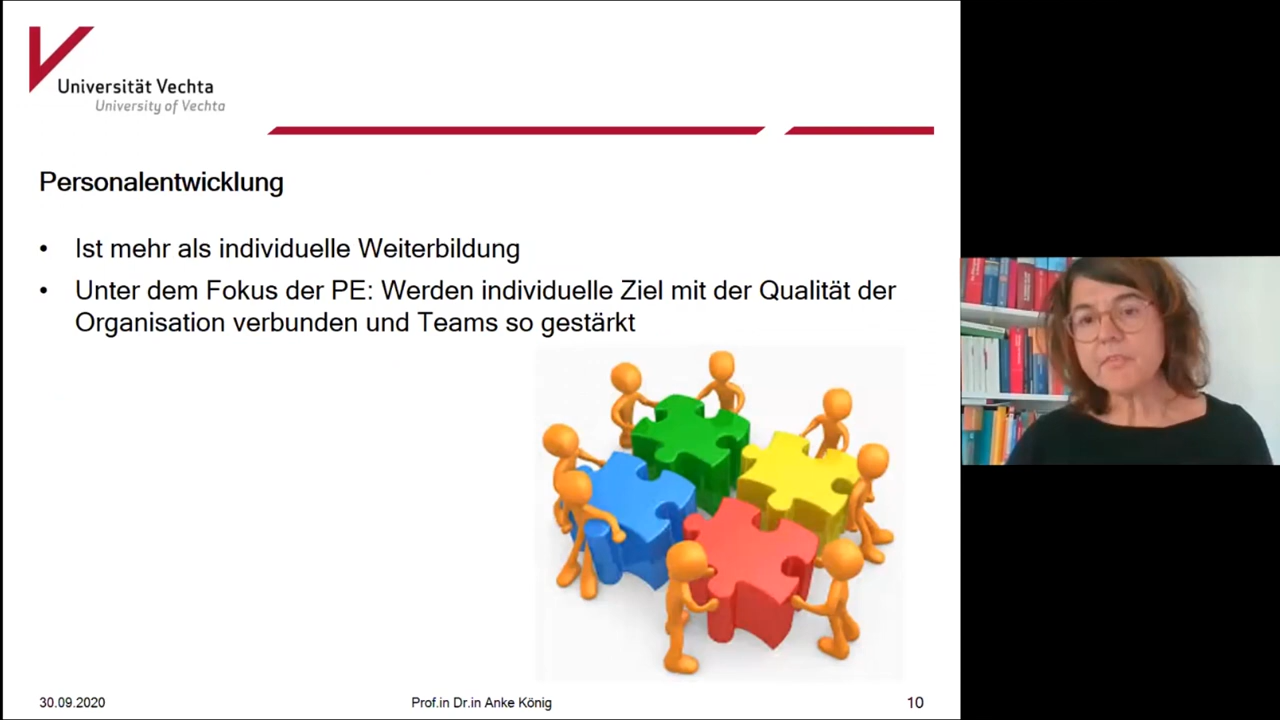 Universität Vechta
University of Vechta
Personalentwicklung
• Ist mehr als individuelle Weiterbildung
• Unter dem Fokus der PE: Werden individuelle Ziel mit der Qualität der
Organisation verbunden und Teams so gestärkt
30.09.2020
Prof.in Dr.in Anke König
10